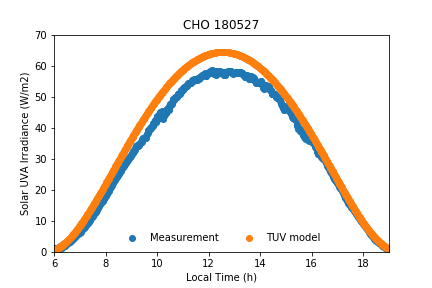 CHO 180527
70
60
50
40
30
20
10
0
Solar UVA Irradiance (W/m2)
Measurement TUV model
6 8 10 12 14 16 18
Local Time (h)